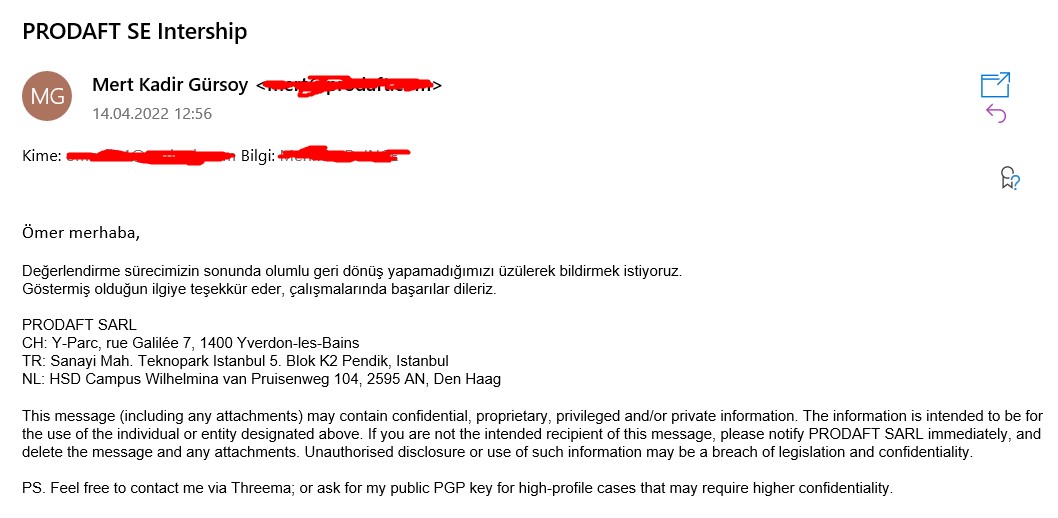 PRODAFT SE Intership
MG
Mert Kadir Gürsoy < >
14.04.2022 12:56
Kime: Bilgi:
Ömer merhaba,
Değerlendirme sürecimizin sonunda olumlu geri dönüş yapamadığımızı üzülerek bildirmek istiyoruz.
Göstermiş olduğun ilgiye teşekkür eder, çalışmalarında başarılar dileriz.
PRODAFT SARL
CH: Y-Parc, rue Galilée 7, 1400 Yverdon-les-Bains
TR: Sanayi Mah. Teknopark Istanbul 5. Blok K2 Pendik, Istanbul
NL: HSD Campus Wilhelmina van Pruisenweg 104, 2595 AN, Den Haag
This message (including any attachments) may contain confidential, proprietary, privileged and/or private information. The information is intended to be for
the use of the individual or entity designated above. If you are not the intended recipient of this message, please notify PRODAFT SARL immediately, and
delete the message and any attachments. Unauthorised disclosure or use of such information may be a breach of legislation and confidentiality.
PS. Feel free to contact me via Threema; or ask for my public PGP key for high-profile cases that may require higher confidentiality.